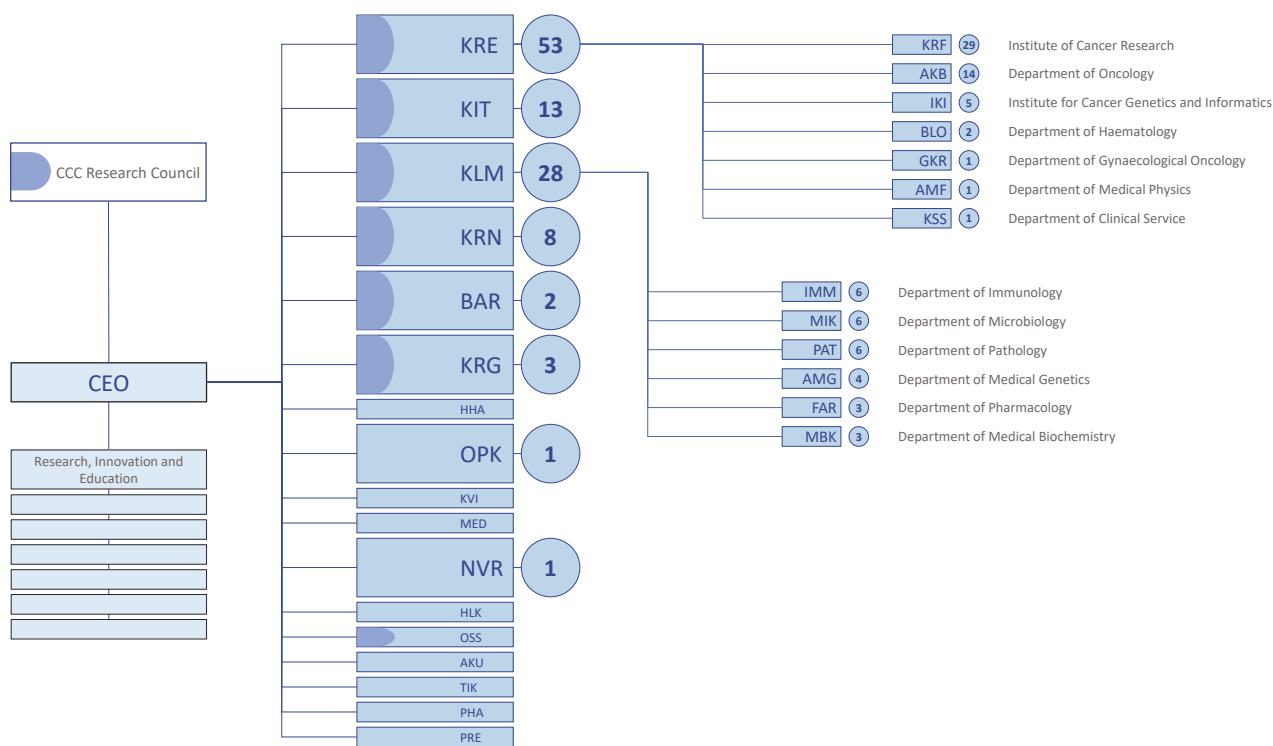 CCC Research Council
CEO
Research, Innovation and
Education
KRE 53
KIT 13
KLM 28
KRN 8
BAR 2
KRG 3
HHA
OPK 1
KVI
MED
NVR 1
HLK
OSS
AKU
TIK
PHA
PRE
KRF 29 Institute of Cancer Research
AKB 14 Department of Oncology
IKI 5 Institute for Cancer Genetics and Informatics
BLO 2 Department of Haematology
GKR 1 Department of Gynaecological Oncology
AMF 1 Department of Medical Physics
KSS 1 Department of Clinical Service
IMM 6 Department of Immunology
MIK 6 Department of Microbiology
PAT 6 Department of Pathology
AMG 4 Department of Medical Genetics
FAR 3 Department of Pharmacology
MBK 3 Department of Medical Biochemistry